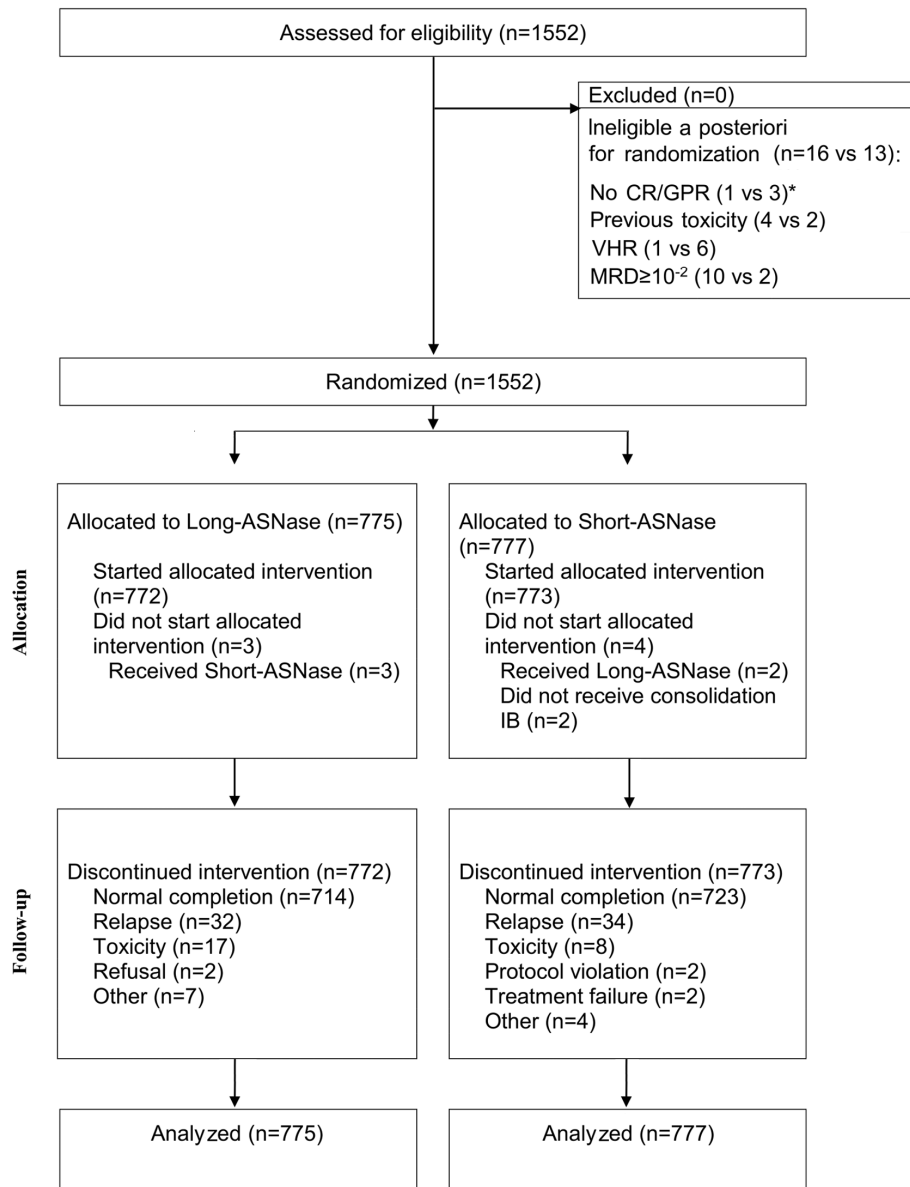 Assessed for eligibility (n=1552)
Excluded (n=0)
Ineligible a posteriori
for randomization (n=16 vs 13):
No CR/GPR (1 vs 3)*
Previous toxicity (4 vs 2)
VHR (1 vs 6)
MRD≥10⁻² (10 vs 2)
Randomized (n=1552)
Allocation
Allocated to Long-ASNase (n=775)
Started allocated intervention
(n=772)
Did not start allocated
intervention (n=3)
Received Short-ASNase (n=3)
Allocated to Short-ASNase
(n=777)
Started allocated intervention
(n=773)
Did not start allocated
intervention (n=4)
Received Long-ASNase (n=2)
Did not receive consolidation
IB (n=2)
Follow-up
Discontinued intervention (n=772)
Normal completion (n=714)
Relapse (n=32)
Toxicity (n=17)
Refusal (n=2)
Other (n=7)
Discontinued intervention (n=773)
Normal completion (n=723)
Relapse (n=34)
Toxicity (n=8)
Protocol violation (n=2)
Treatment failure (n=2)
Other (n=4)
Analyzed (n=775)
Analyzed (n=777)